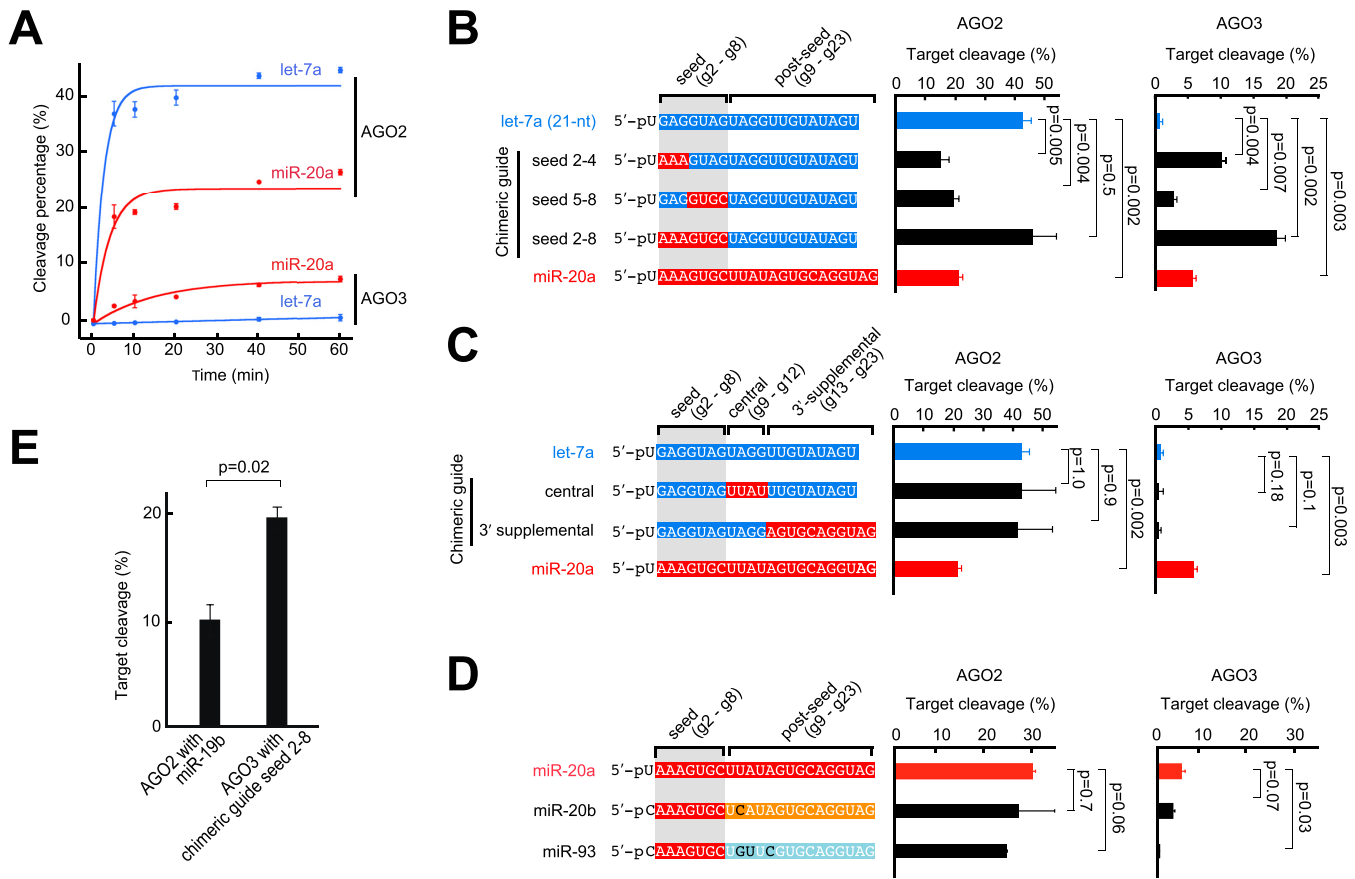 A
Cleavage percentage (%)
40
30
20
10
0
let-7a
miR-20a
AGO2
miR-20a
let-7a
AGO3
0 10 20 30 40 50 60
Time (min)
B
seed
(g2 - g8)
post-seed
(g9 - g23)
AGO2
Target cleavage (%)
0 10 20 30 40 50
AGO3
Target cleavage (%)
0 5 10 15 20 25
let-7a (21-nt) 5′-pUGAGGUAGUAGGUUGUAUAGU
Chimeric guide
seed 2-4 5′-pUAAAGUAGUAGGUUGUAUAGU
seed 5-8 5′-pUGAGGUGCUAGGUUGUAUAGU
seed 2-8 5′-pUAAAGUGCUAGGUUGUAUAGU
miR-20a 5′-pUAAAGUGCUUAUAGUGCAGGUAG
p=0.005
p=0.004
p=0.5
p=0.002
p=0.004
p=0.007
p=0.002
p=0.003
C
seed
(g2 - g8)
central
(g9 - g12)
3'-supplemental
(g13 - g23)
AGO2
Target cleavage (%)
0 10 20 30 40 50
AGO3
Target cleavage (%)
0 5 10 15 20 25
let-7a 5′-pUGAGGUAGUAGGUUGUAUAGU
Chimeric guide
central 5′-pUGAGGUAGUUAUUUGUAUAGU
3′ supplemental 5′-pUGAGGUAGUAGGAGUGCAGGUAG
miR-20a 5′-pUAAAGUGCUUAUAGUGCAGGUAG
p=1.0
p=0.9
p=0.002
p=0.18
p=0.1
p=0.003
D
seed
(g2 - g8)
post-seed
(g9 - g23)
AGO2
Target cleavage (%)
0 10 20 30
AGO3
Target cleavage (%)
0 10 20 30
miR-20a 5′-pUAAAGUGCUUAUAGUGCAGGUAG
miR-20b 5′-pCAAAGUGCUCAUAGUGCAGGUAG
miR-93 5′-pCAAAGUGCUGUUCGUGCAGGUAG
p=0.7
p=0.06
p=0.07
p=0.03
E
p=0.02
Target cleavage (%)
20
10
0
AGO2 with
miR-19b
AGO3 with
chimeric guide seed 2-8